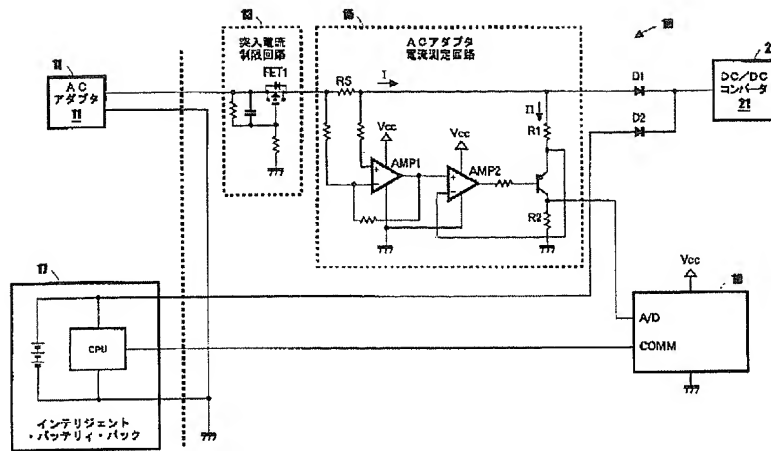 13
突入電流
制限回路
FET1
15
ACアダプタ
電流測定回路
10
11
AC
アダプタ
11
RS
I
I1
R1
D1
D2
DC/DC
コンバータ
21
Vcc
AMP1
Vcc
AMP2
R2
17
CPU
インテリジェント
・バッテリィ・パック
Vcc
A/D
COMM